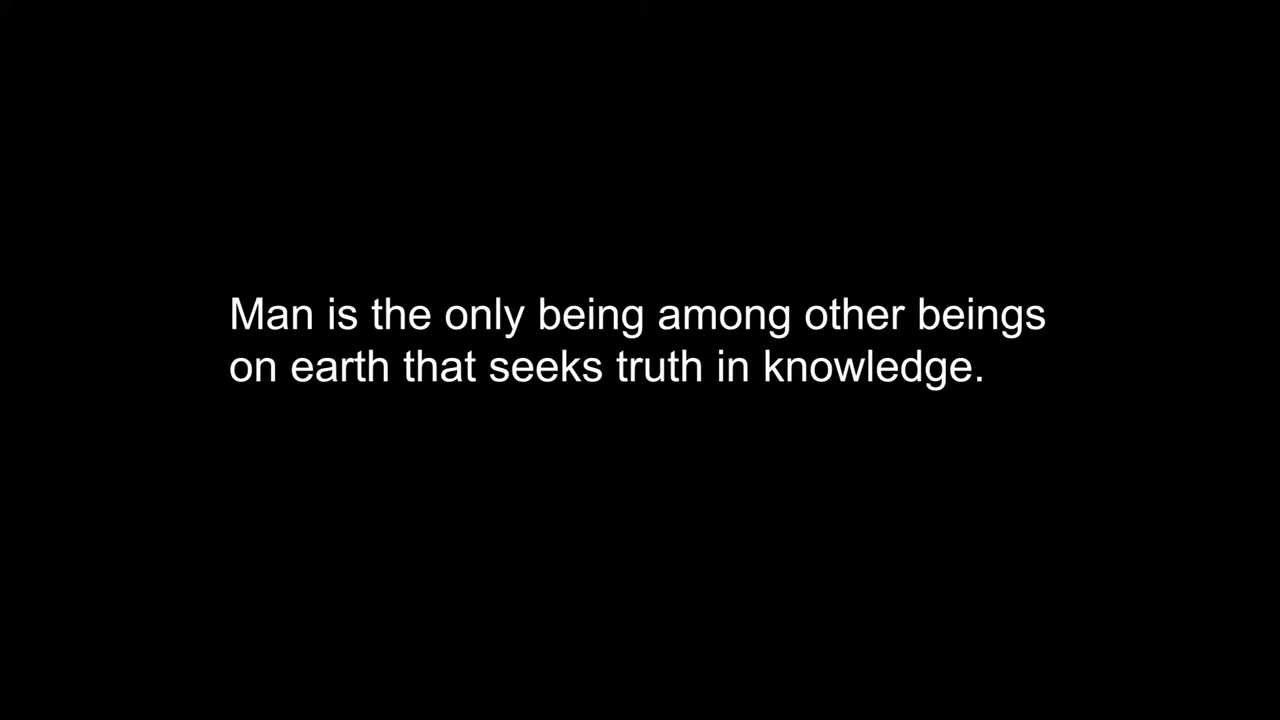 Man is the only being among other beings
on earth that seeks truth in knowledge.